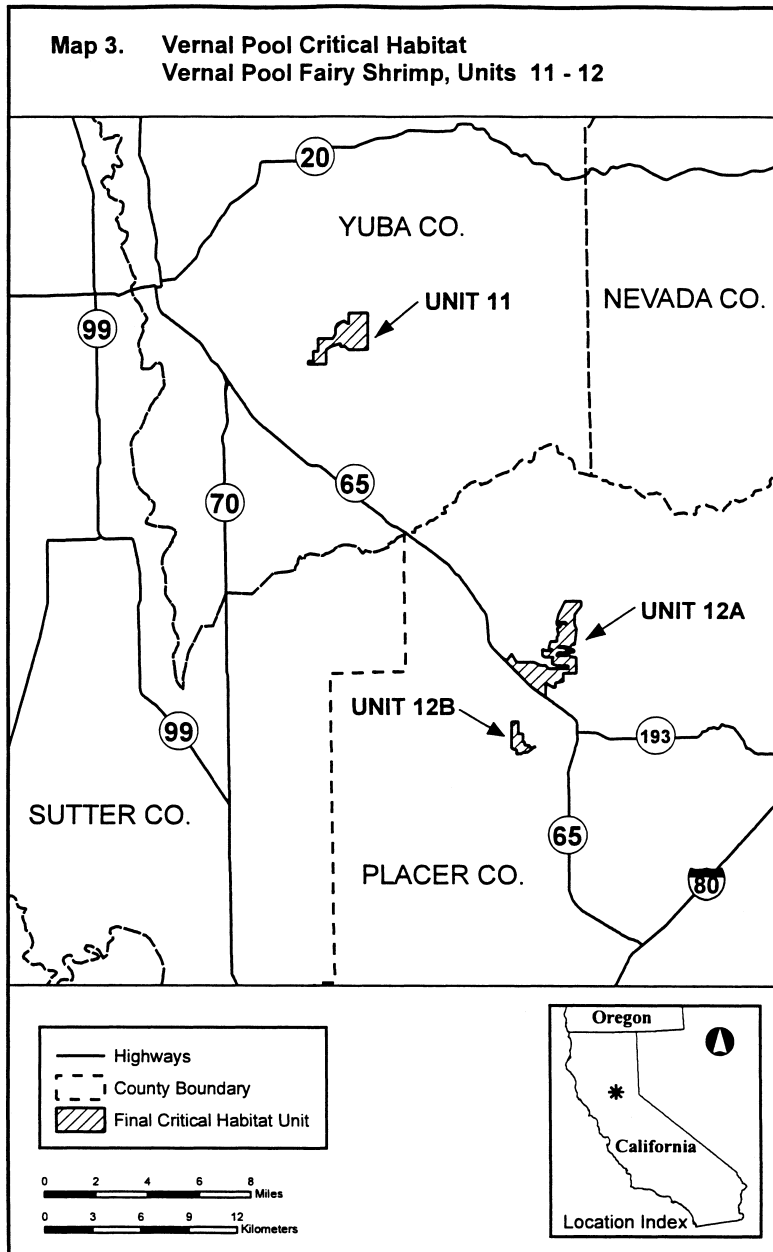 Map 3. Vernal Pool Critical Habitat
Vernal Pool Fairy Shrimp, Units 11 - 12
20
YUBA CO.
UNIT 11
NEVADA CO.
99
65
70
UNIT 12A
UNIT 12B
99
193
SUTTER CO.
65
PLACER CO.
80
Highways
County Boundary
Final Critical Habitat Unit
0 2 4 6 8
Miles
0 3 6 9 12
Kilometers
Oregon
California
Location Index